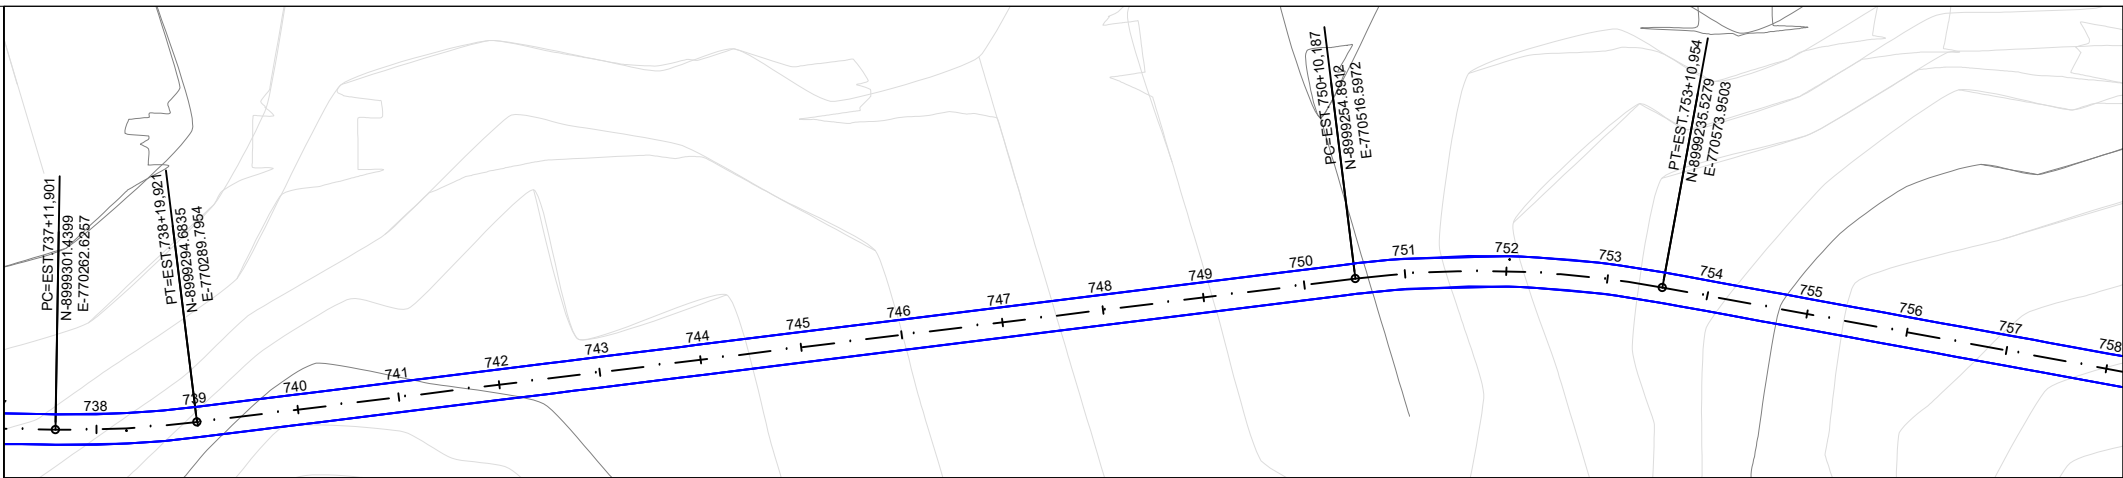 PC=EST.737+11,901
N-8999301.4399
E-770262.6257
PT=EST.738+19,921
N-8999294.6835
E-770289.7954
PC=EST.750+10,187
N-8999254.8912
E-770516.5972
PT=EST.753+10,954
N-8999235.5279
E-770573.9503
738
739
740
741
742
743
744
745
746
747
748
749
750
751
752
753
754
755
756
757
758